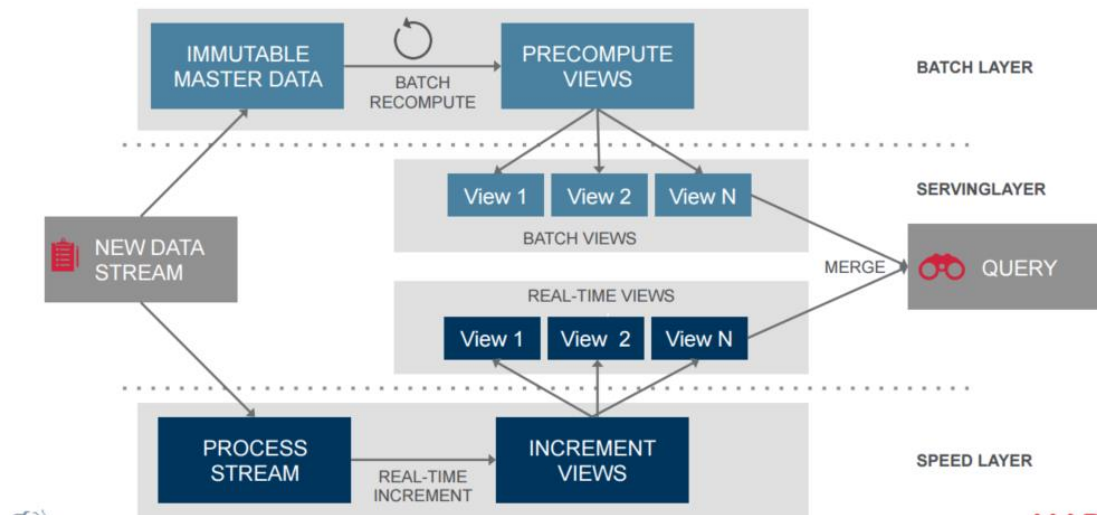 IMMUTABLE
MASTER DATA
BATCH
RECOMPUTE
PRECOMPUTE
VIEWS
BATCH LAYER
View 1
View 2
View N
BATCH VIEWS
SERVINGLAYER
NEW DATA
STREAM
MERGE
QUERY
REAL-TIME VIEWS
View 1
View 2
View N
PROCESS
STREAM
REAL-TIME
INCREMENT
INCREMENT
VIEWS
SPEED LAYER